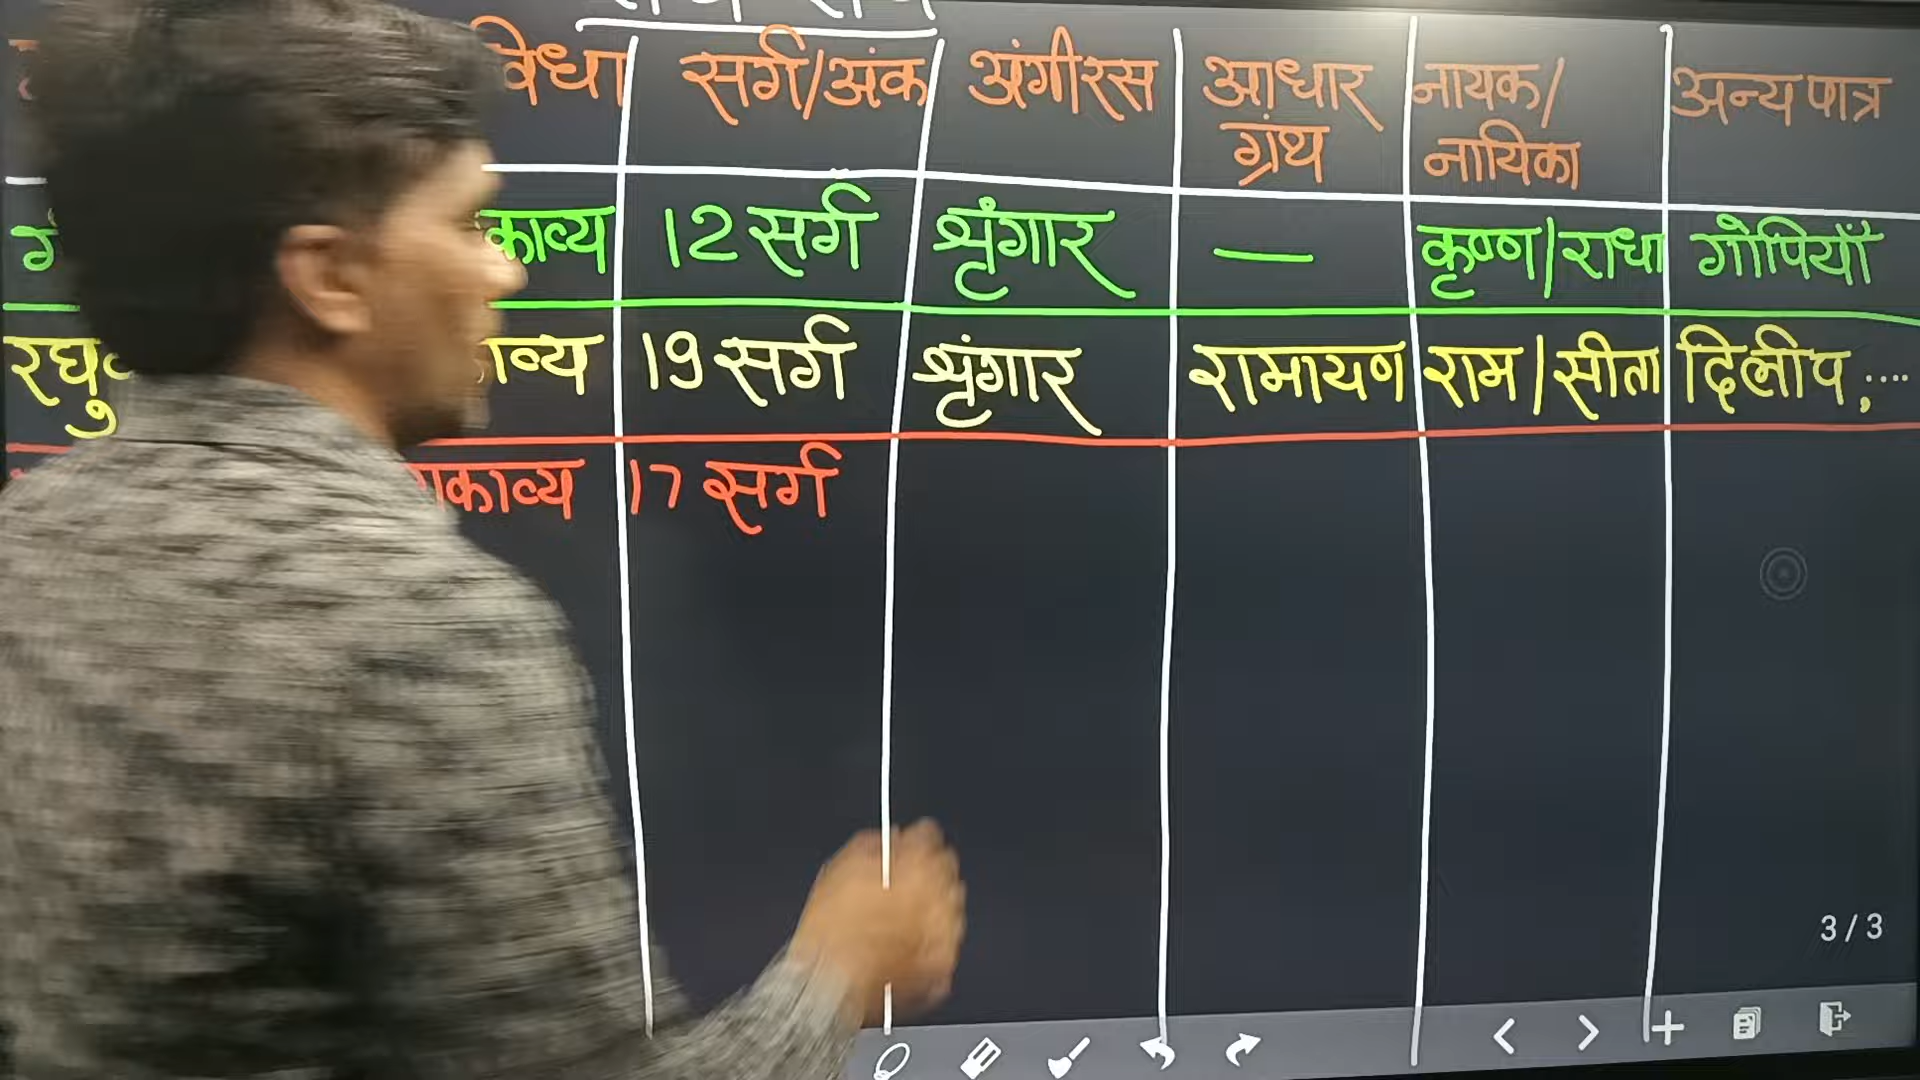 विधा सर्ग/अंक अंगीरस आधार ग्रंथ नायक/ नायिका अन्य पात्र
काव्य 12 सर्ग श्रृंगार — कृष्ण/राधा गोपियाँ
रघु 19 सर्ग श्रृंगार रामायण राम/सीता दिलीप, ....
काव्य 17 सर्ग
3/3